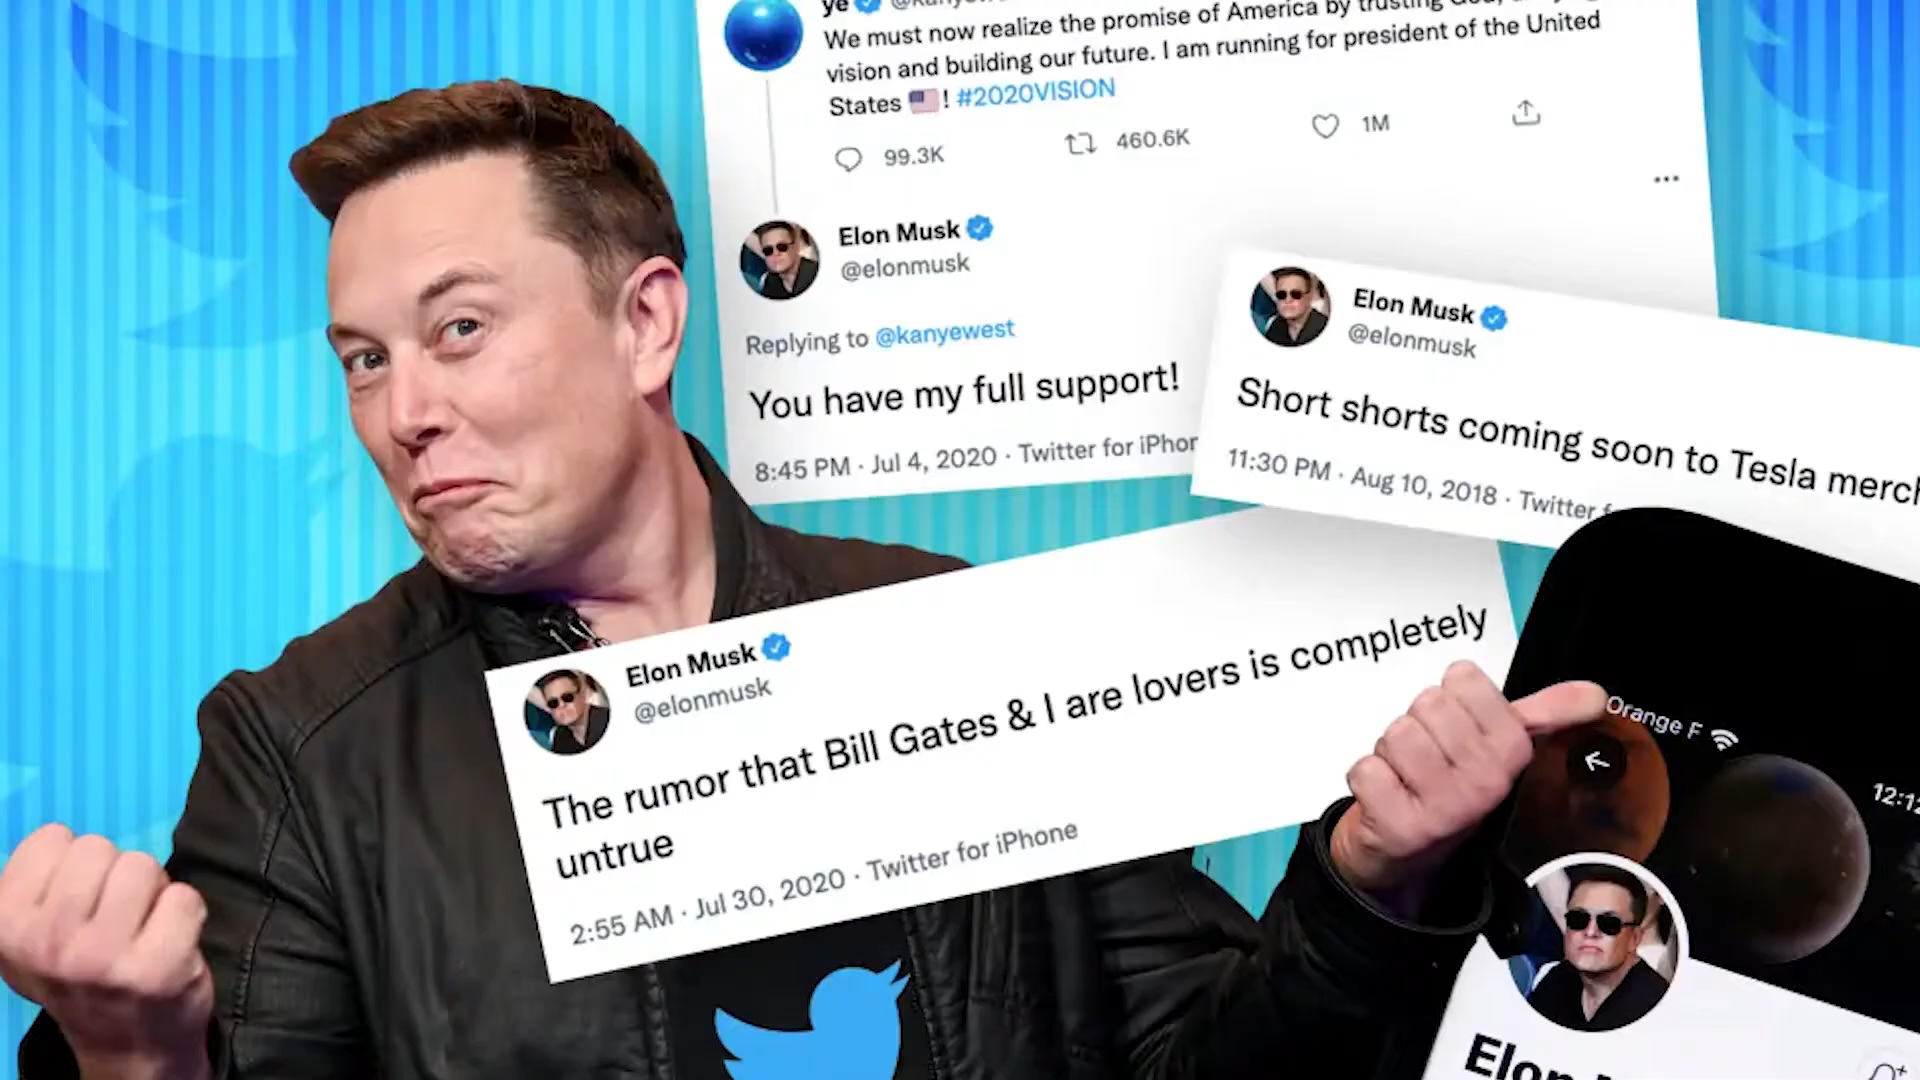 ye
We must now realize the promise of America by trusting God,
vision and building our future. I am running for president of the United
States 🇺🇸! #2020VISION
99.3K 460.6K 1M
Elon Musk
@elonmusk
Replying to @kanyewest
You have my full support!
8:45 PM · Jul 4, 2020 · Twitter for iPhon
Elon Musk
@elonmusk
Short shorts coming soon to Tesla merch
11:30 PM · Aug 10, 2018 · Twitter f
Elon Musk
@elonmusk
The rumor that Bill Gates & I are lovers is completely
untrue
2:55 AM · Jul 30, 2020 · Twitter for iPhone
Orange F
12:12
Elon